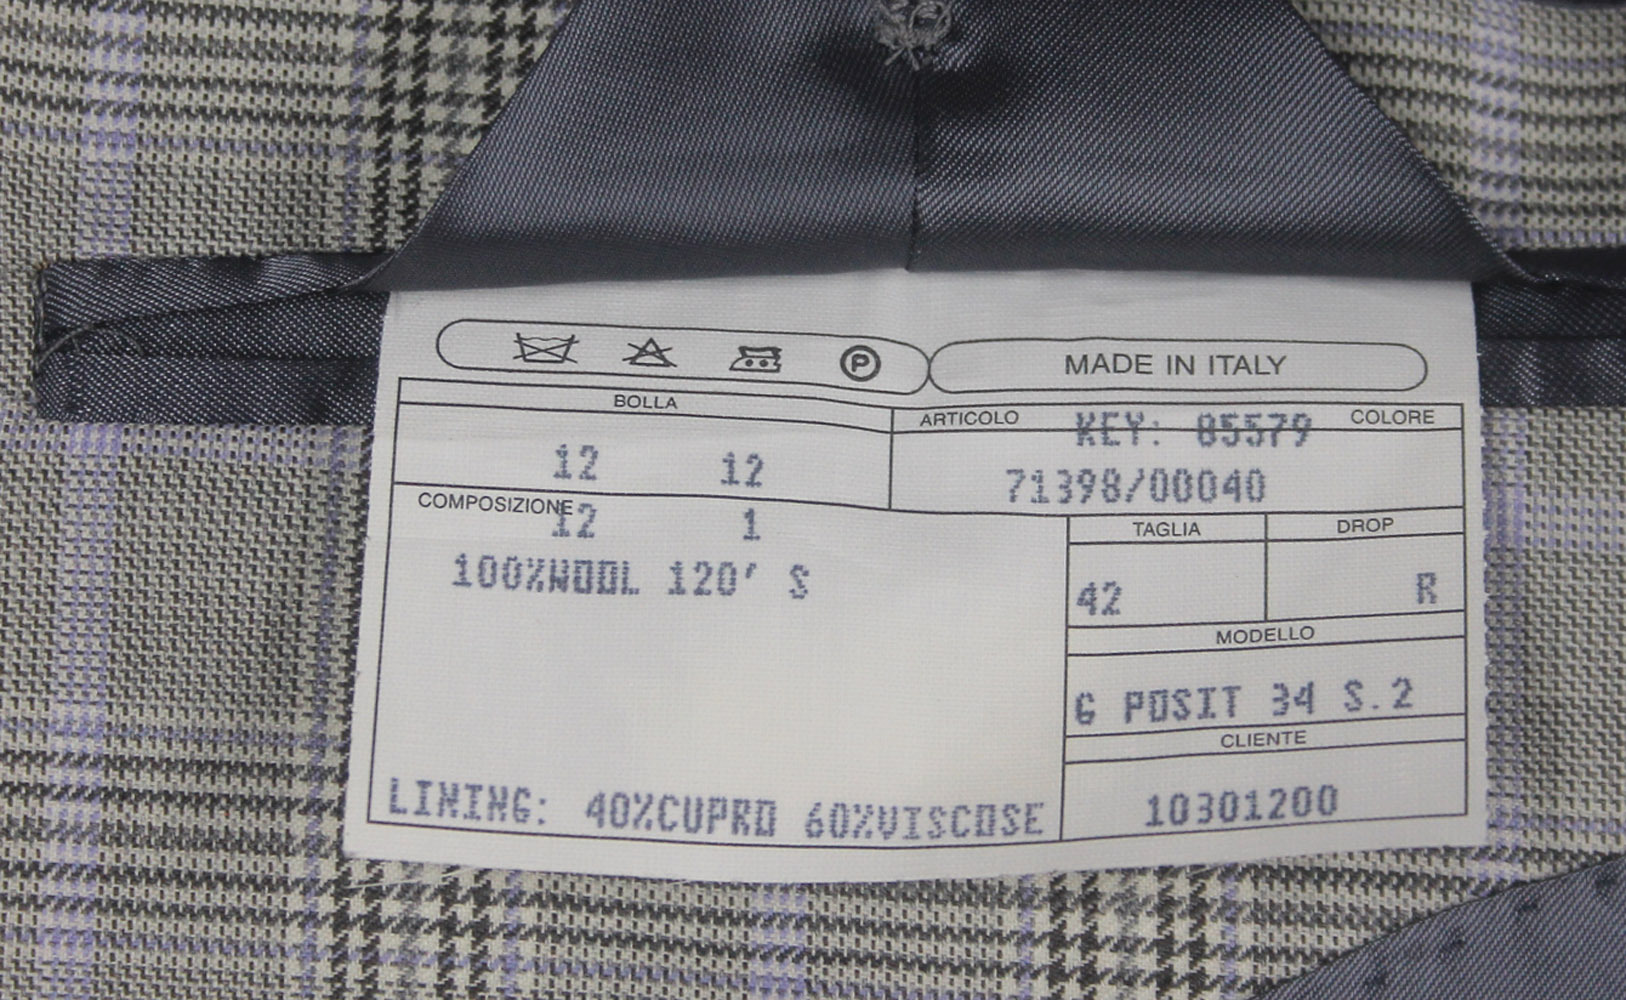 P
MADE IN ITALY
BOLLA
12 12
12 1
ARTICOLO KEY: 85579 COLORE
71398/00040
COMPOSIZIONE
100%WOOL 120' S
LINING: 40%CUPRO 60%VISCOSE
TAGLIA DROP
42 R
MODELLO
G POSIT 34 S.2
CLIENTE
10301200